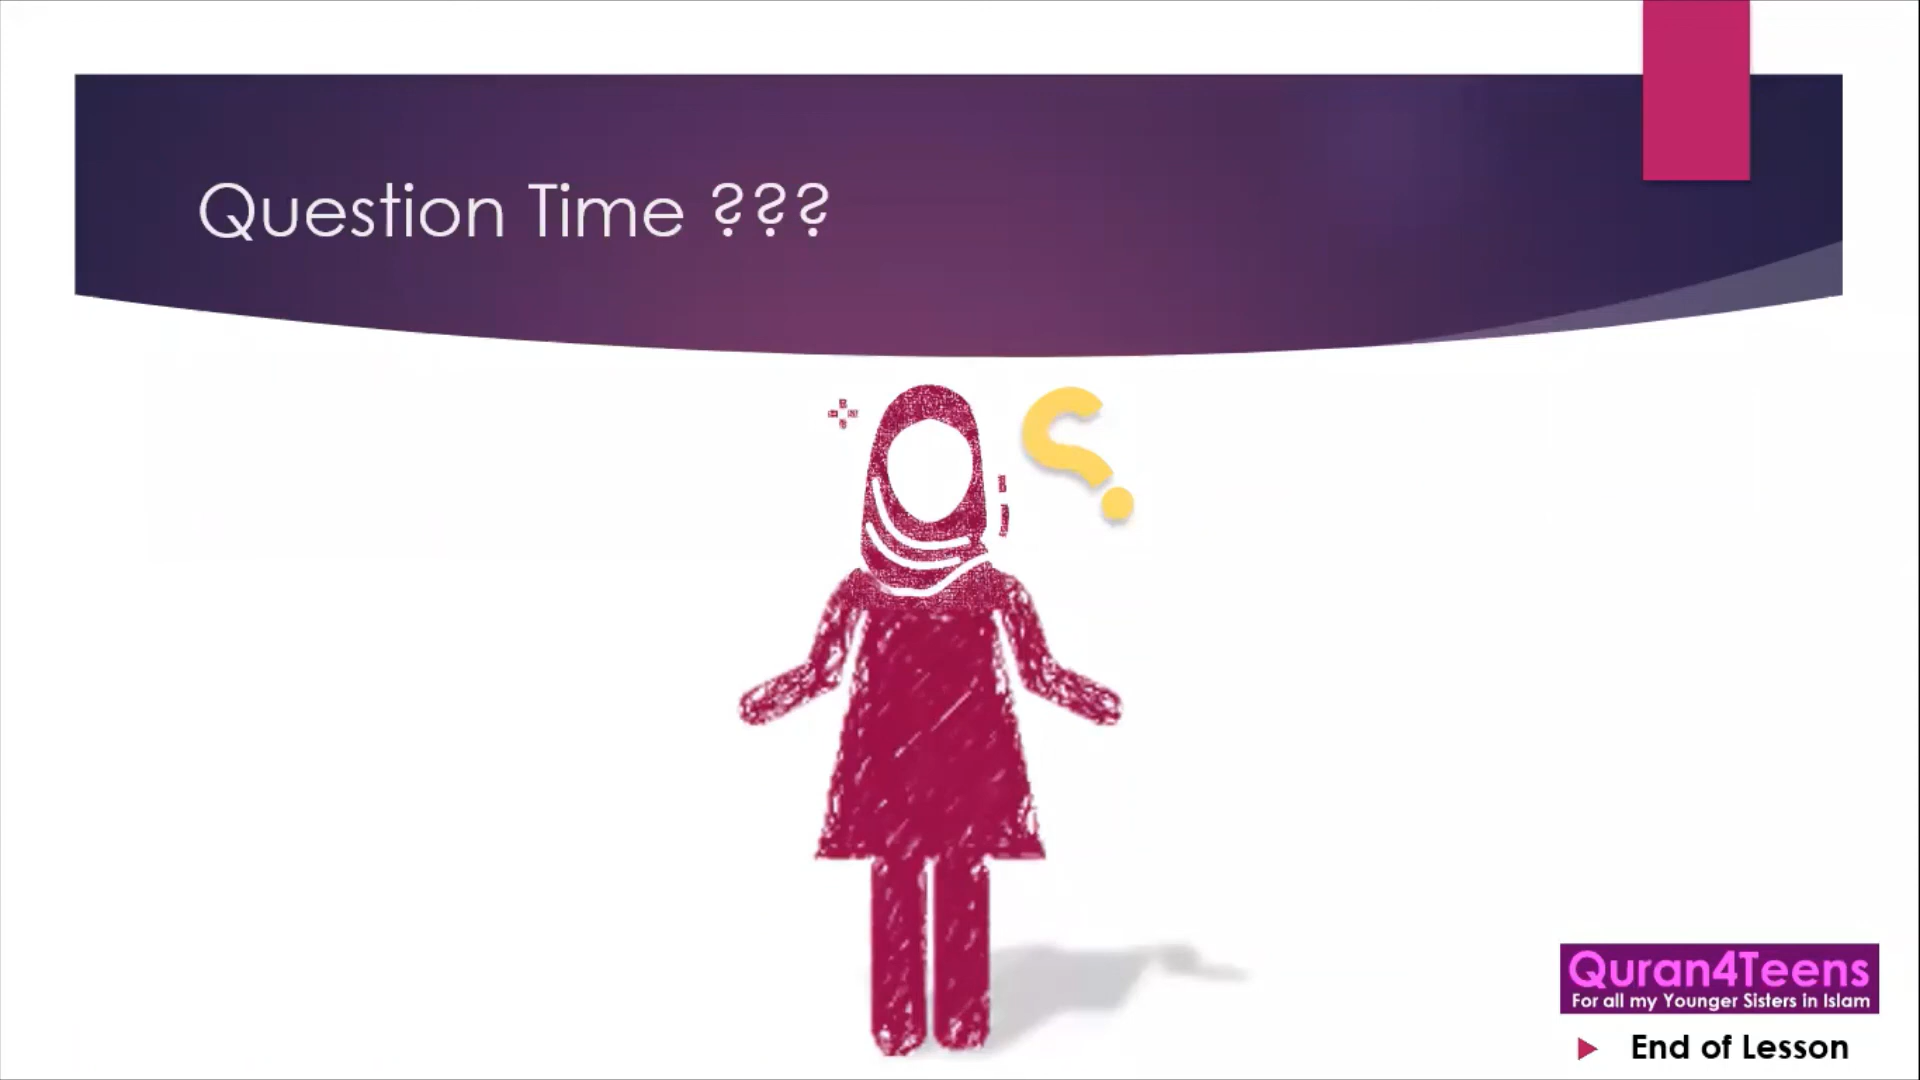 Question Time ???
Quran4Teens
For all my Younger Sisters in Islam
End of Lesson